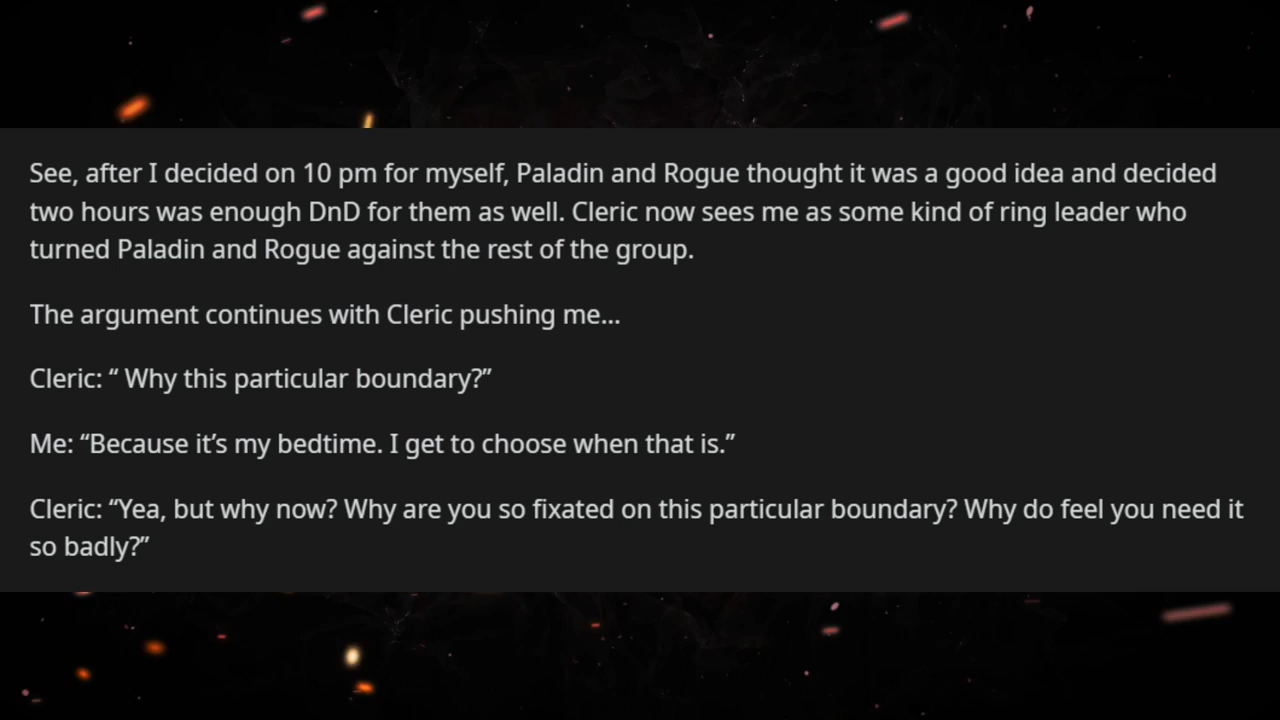 See, after I decided on 10 pm for myself, Paladin and Rogue thought it was a good idea and decided
two hours was enough DnD for them as well. Cleric now sees me as some kind of ring leader who
turned Paladin and Rogue against the rest of the group.
The argument continues with Cleric pushing me...
Cleric: “ Why this particular boundary?”
Me: “Because it’s my bedtime. I get to choose when that is.”
Cleric: “Yea, but why now? Why are you so fixated on this particular boundary? Why do feel you need it
so badly?”